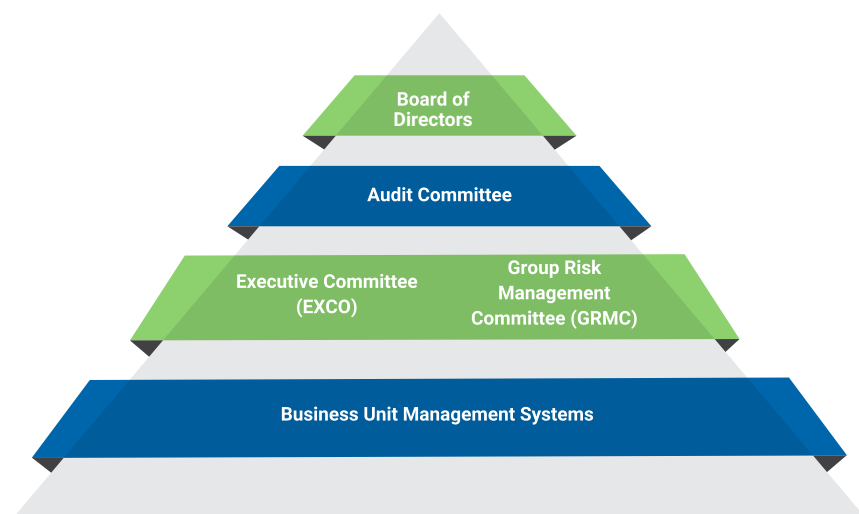 Board of
Directors
Audit Committee
Executive Committee
(EXCO)
Group Risk
Management
Committee (GRMC)
Business Unit Management Systems